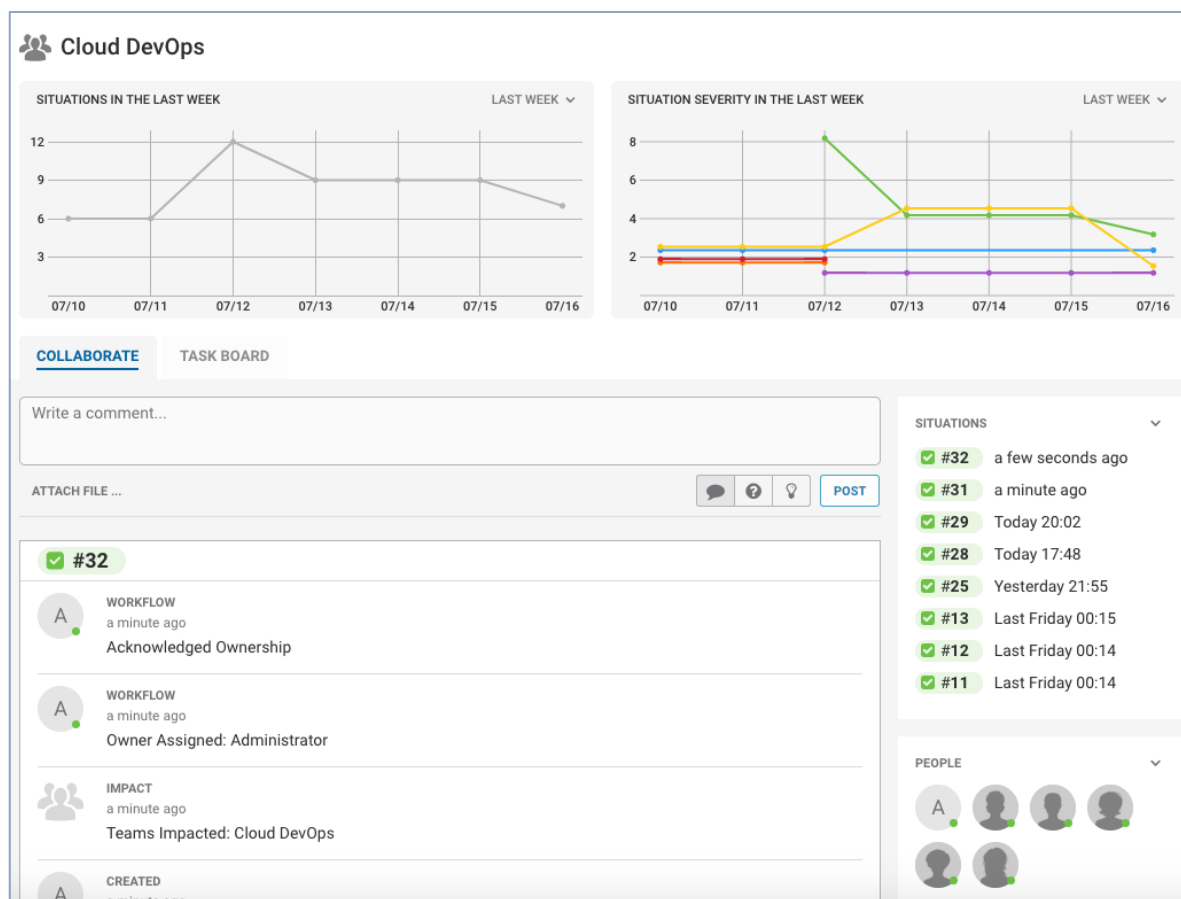 Cloud DevOps
SITUATIONS IN THE LAST WEEK
LAST WEEK
12
9
6
3
07/10 07/11 07/12 07/13 07/14 07/15 07/16
SITUATION SEVERITY IN THE LAST WEEK
LAST WEEK
8
6
4
2
07/10 07/11 07/12 07/13 07/14 07/15 07/16
COLLABORATE
TASK BOARD
Write a comment...
ATTACH FILE ...
?
POST
#32
A
WORKFLOW
a minute ago
Acknowledged Ownership
A
WORKFLOW
a minute ago
Owner Assigned: Administrator
IMPACT
a minute ago
Teams Impacted: Cloud DevOps
A
CREATED
SITUATIONS
#32 a few seconds ago
#31 a minute ago
#29 Today 20:02
#28 Today 17:48
#25 Yesterday 21:55
#13 Last Friday 00:15
#12 Last Friday 00:14
#11 Last Friday 00:14
PEOPLE
A